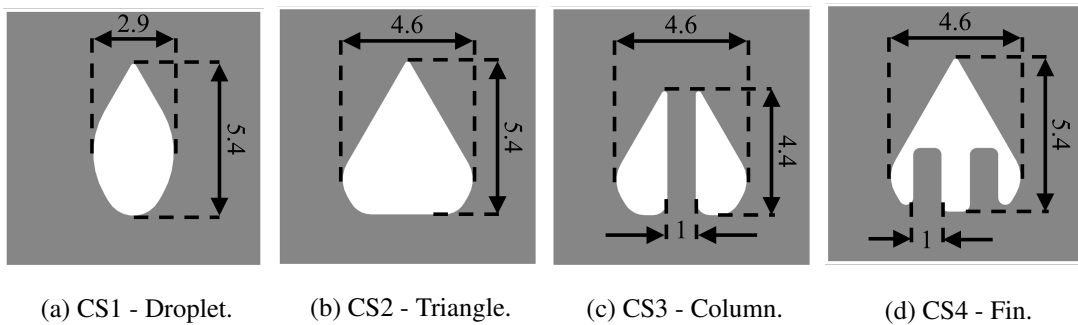 2.9
5.4
(a) CS1 - Droplet.
4.6
5.4
(b) CS2 - Triangle.
4.6
4.4
1
(c) CS3 - Column.
4.6
5.4
1
(d) CS4 - Fin.